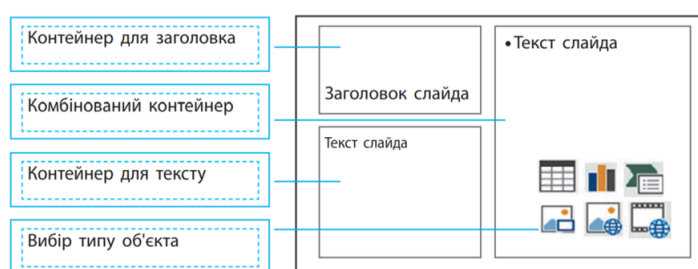 Контейнер для заголовка
Комбінований контейнер
Контейнер для тексту
Вибір типу об'єкта
Заголовок слайда
Текст слайда
•Текст слайда